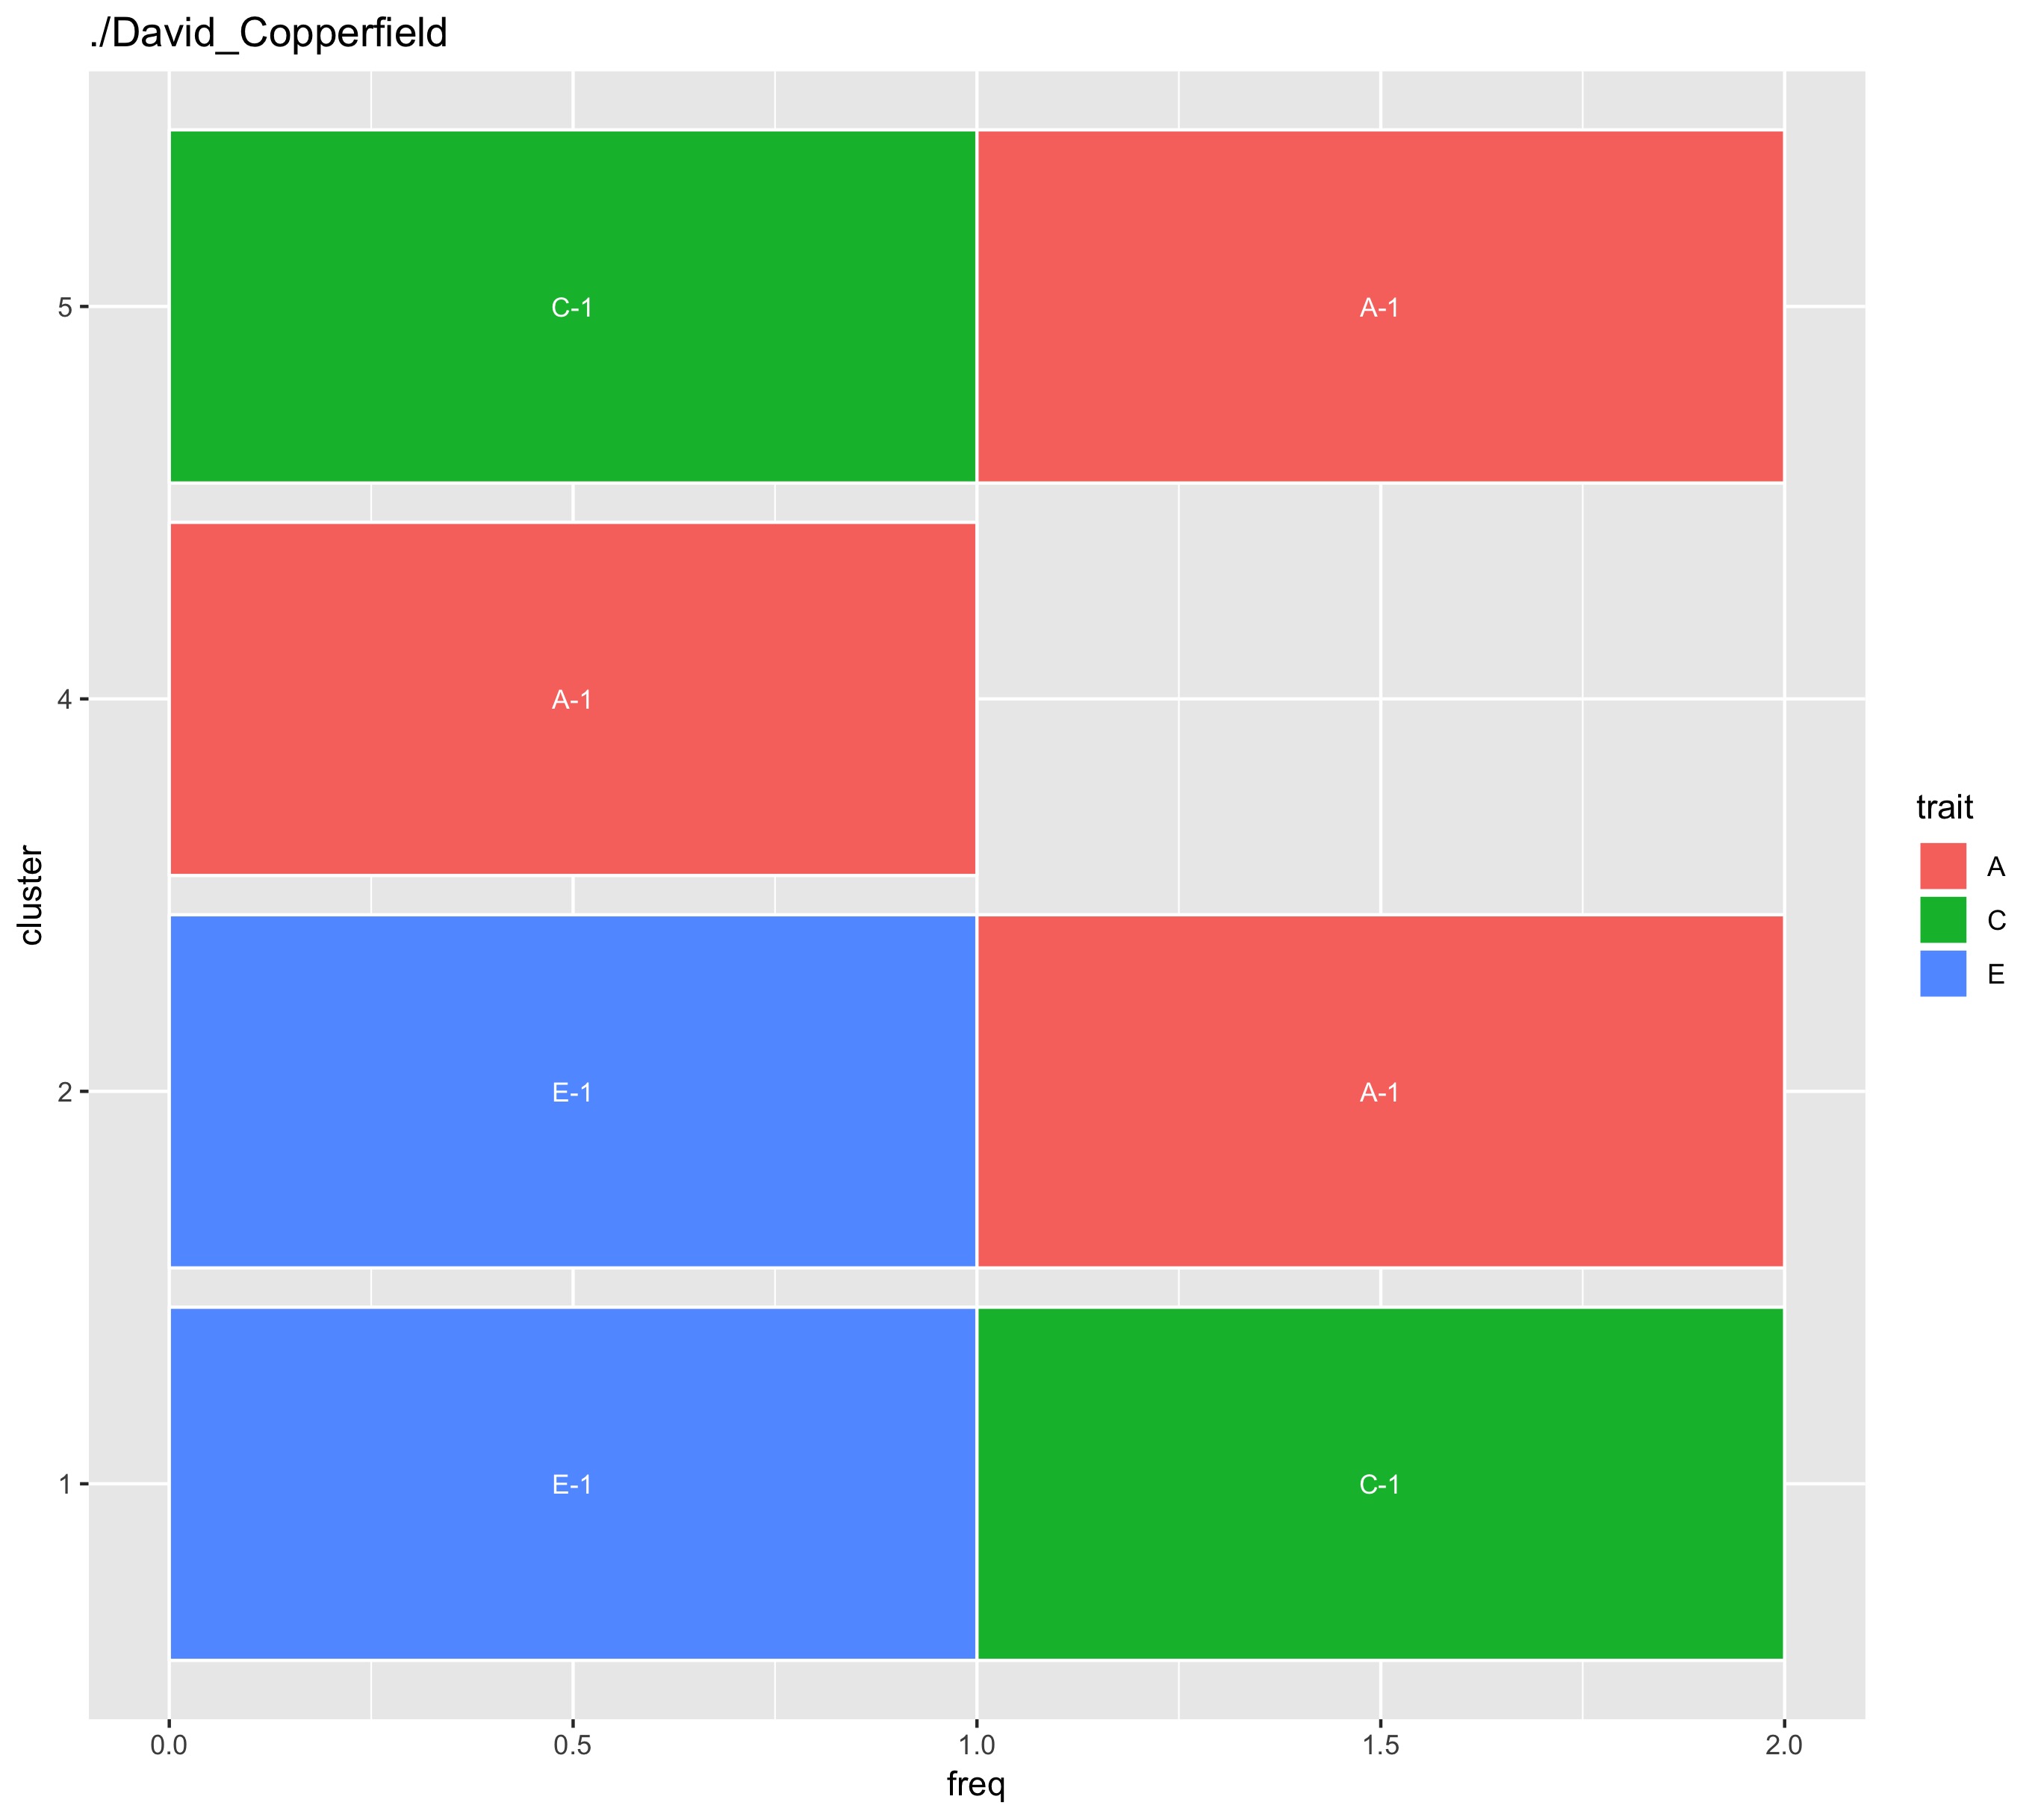 ./David_Copperfield
5
C-1
A-1
4
A-1
2
E-1
A-1
1
E-1
C-1
0.0
0.5
1.0
1.5
2.0
freq
cluster
trait
A
C
E